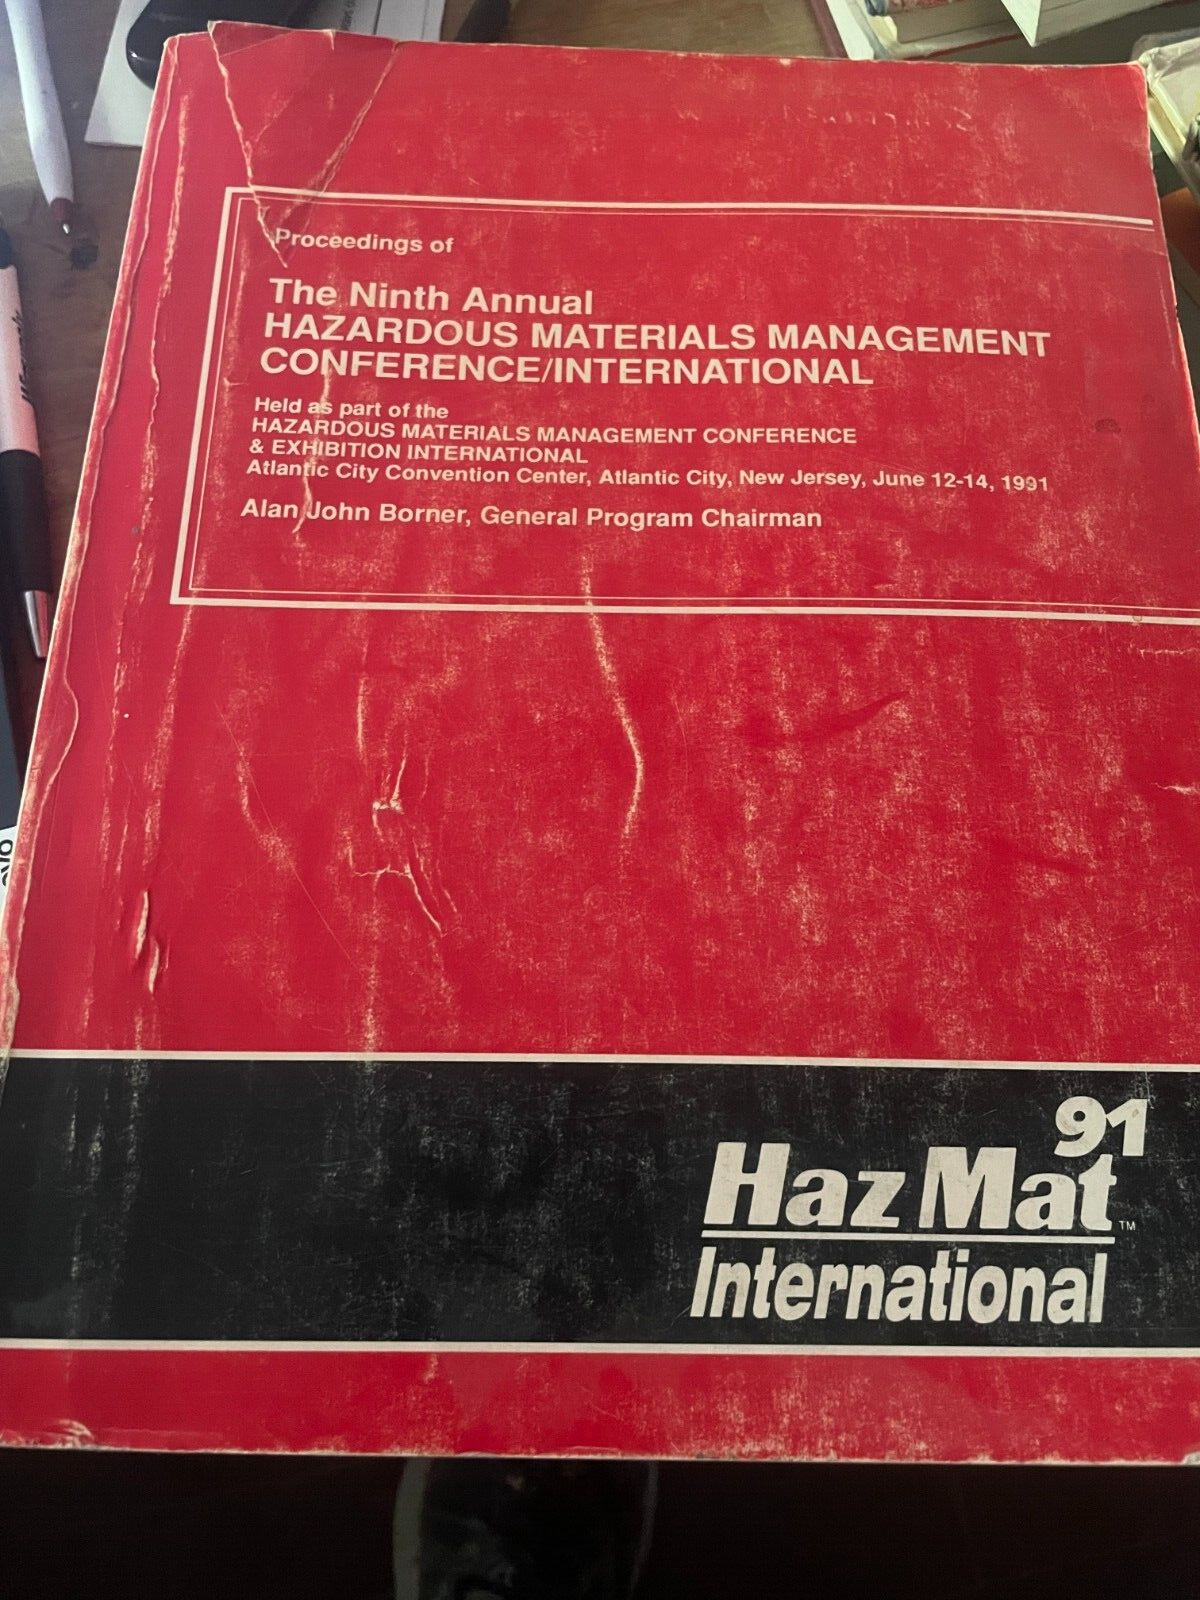 Proceedings of
The Ninth Annual
HAZARDOUS MATERIALS MANAGEMENT
CONFERENCE/INTERNATIONAL
Held as part of the
HAZARDOUS MATERIALS MANAGEMENT CONFERENCE
& EXHIBITION INTERNATIONAL
Atlantic City Convention Center, Atlantic City, New Jersey, June 12-14, 1991
Alan John Borner, General Program Chairman
91
HazMat™
International